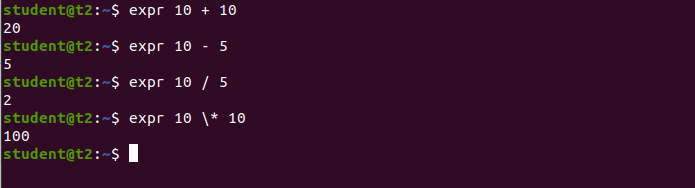 student@t2:~$ expr 10 + 10
20
student@t2:~$ expr 10 - 5
5
student@t2:~$ expr 10 / 5
2
student@t2:~$ expr 10 \* 10
100
student@t2:~$